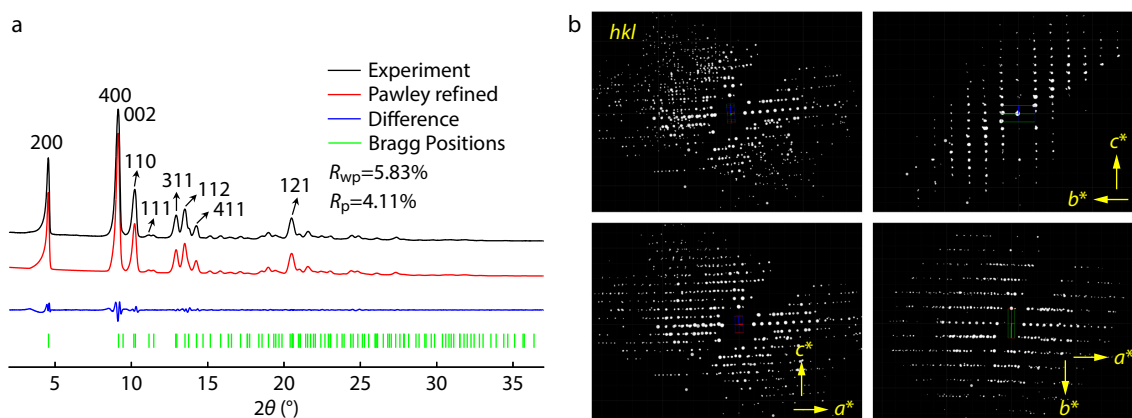 a
Experiment
Pawley refined
Difference
Bragg Positions
Rwp=5.83%
Rp=4.11%
200
400
002
110
111
311
112
411
121
5
10
15
20
25
30
35
2θ (°)
b
hkl
c*
b*
c*
a*
a*
b*